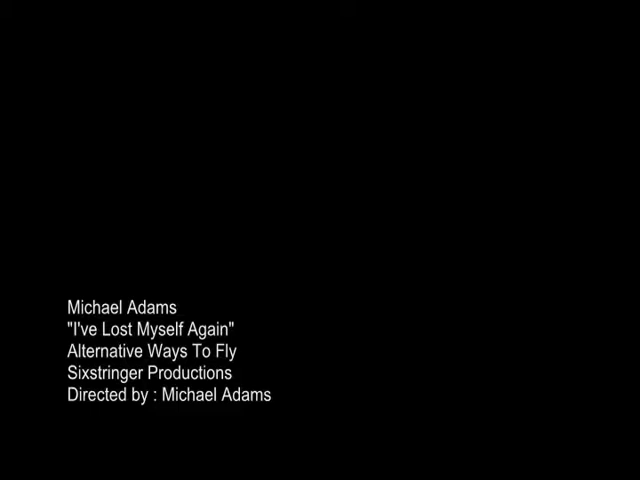 Michael Adams
"I've Lost Myself Again"
Alternative Ways To Fly
Sixstringer Productions
Directed by : Michael Adams